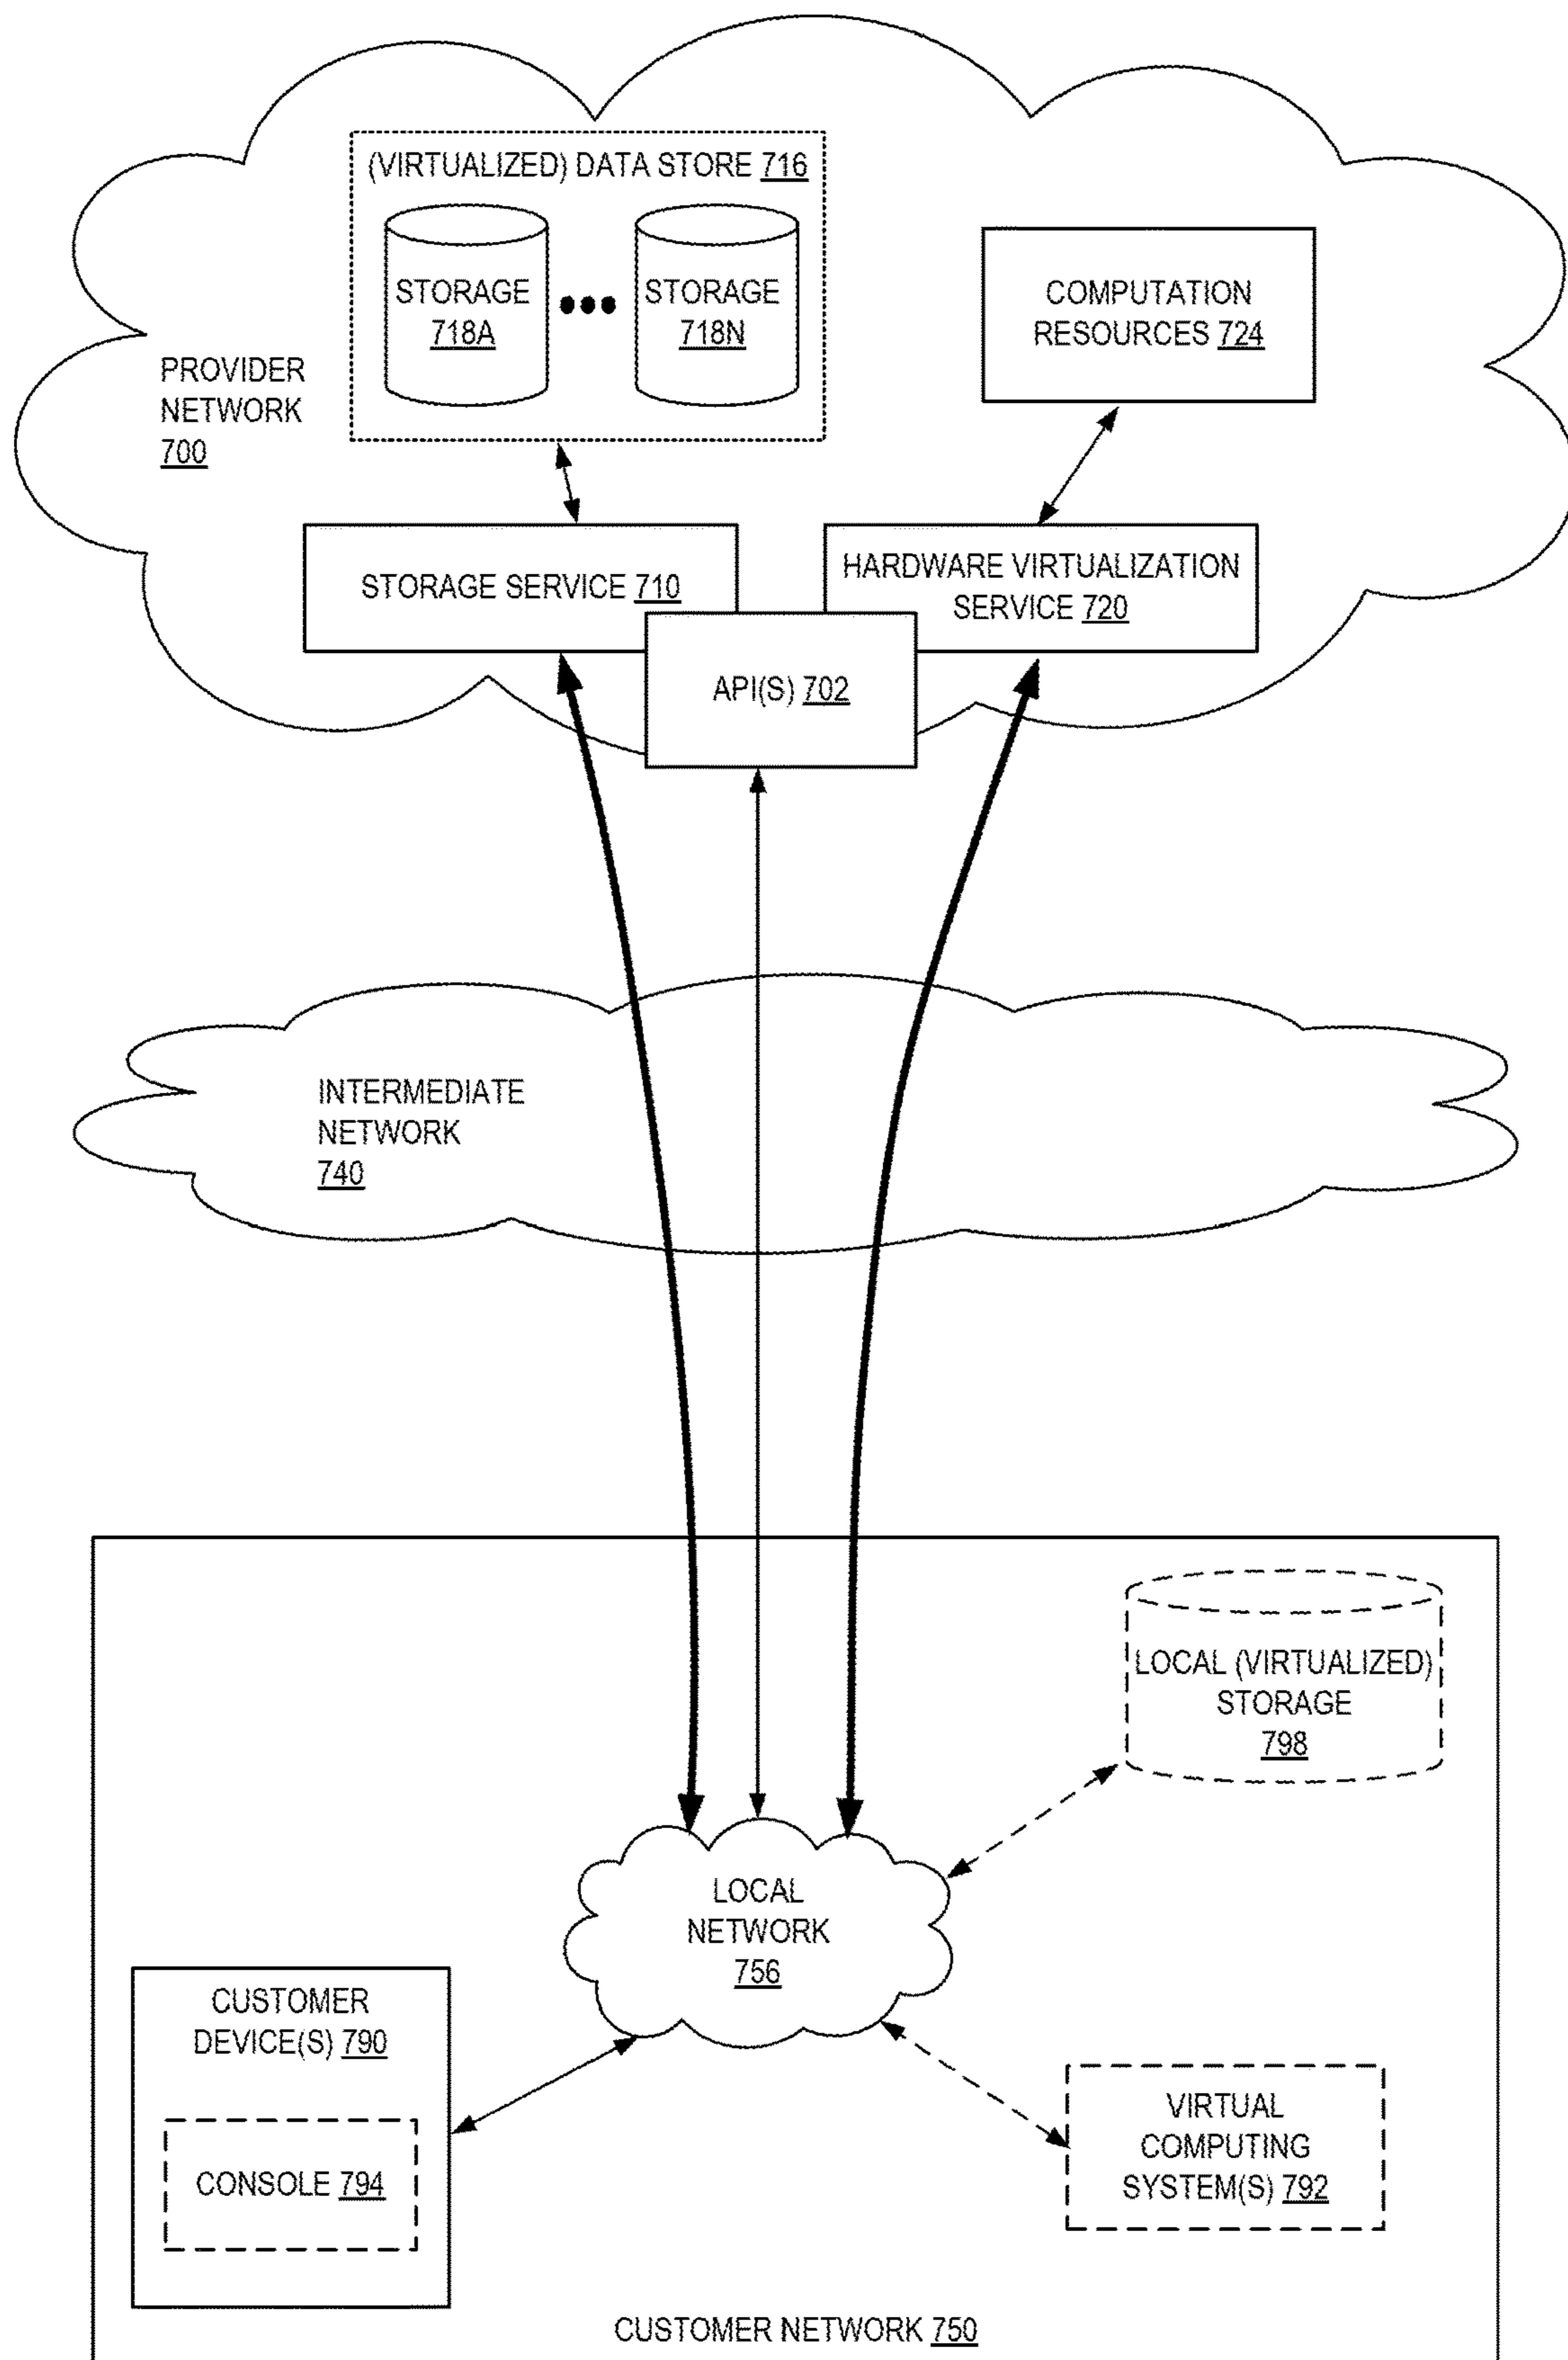 (VIRTUALIZED) DATA STORE 716
STORAGE
718A
STORAGE
718N
COMPUTATION
RESOURCES 724
PROVIDER
NETWORK
700
STORAGE SERVICE 710
HARDWARE VIRTUALIZATION
SERVICE 720
API(S) 702
INTERMEDIATE
NETWORK
740
LOCAL (VIRTUALIZED)
STORAGE
798
LOCAL
NETWORK
756
CUSTOMER
DEVICE(S) 790
CONSOLE 794
VIRTUAL
COMPUTING
SYSTEM(S) 792
CUSTOMER NETWORK 750